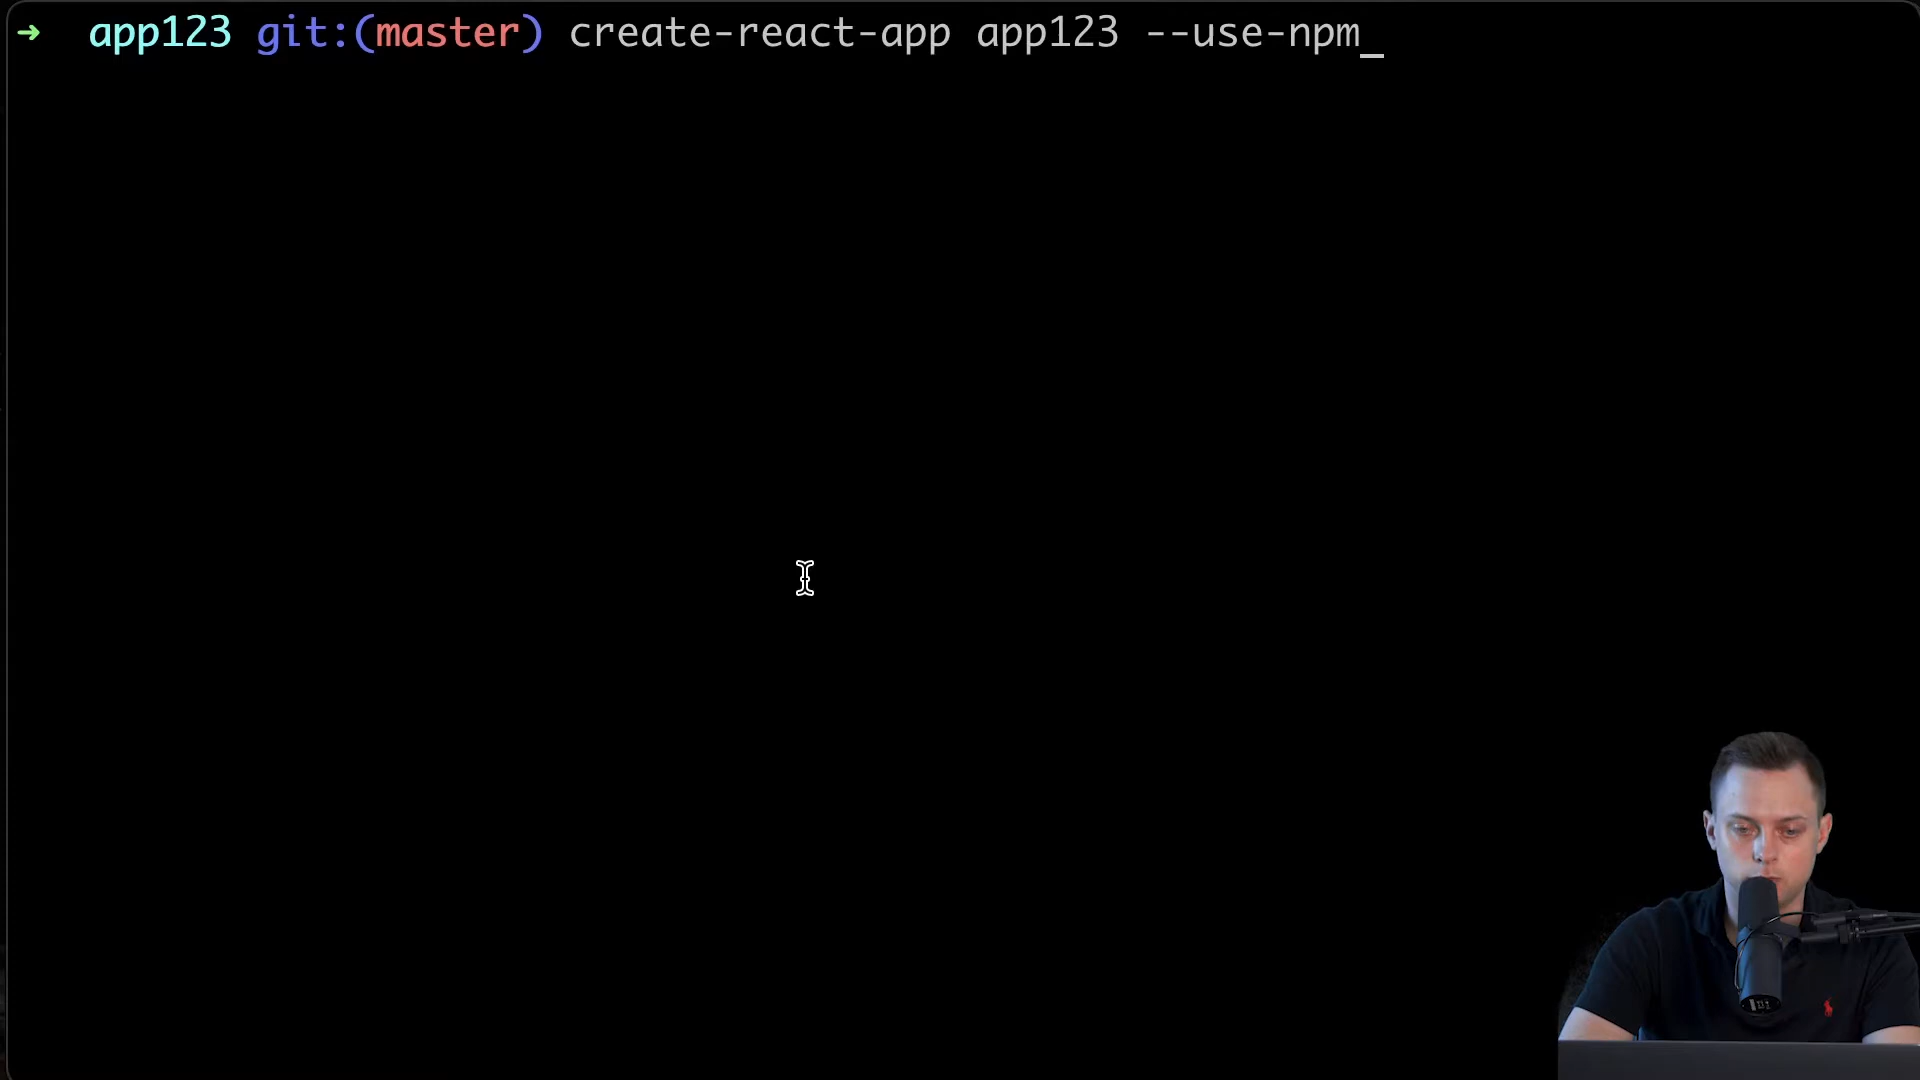 ➜ app123 git:(master) create-react-app app123 --use-npm_